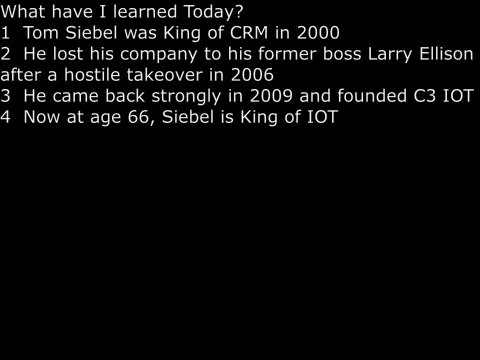 What have I learned Today?
1  Tom Siebel was King of CRM in 2000
2  He lost his company to his former boss Larry Ellison
after a hostile takeover in 2006
3  He came back strongly in 2009 and founded C3 IOT
4  Now at age 66, Siebel is King of IOT